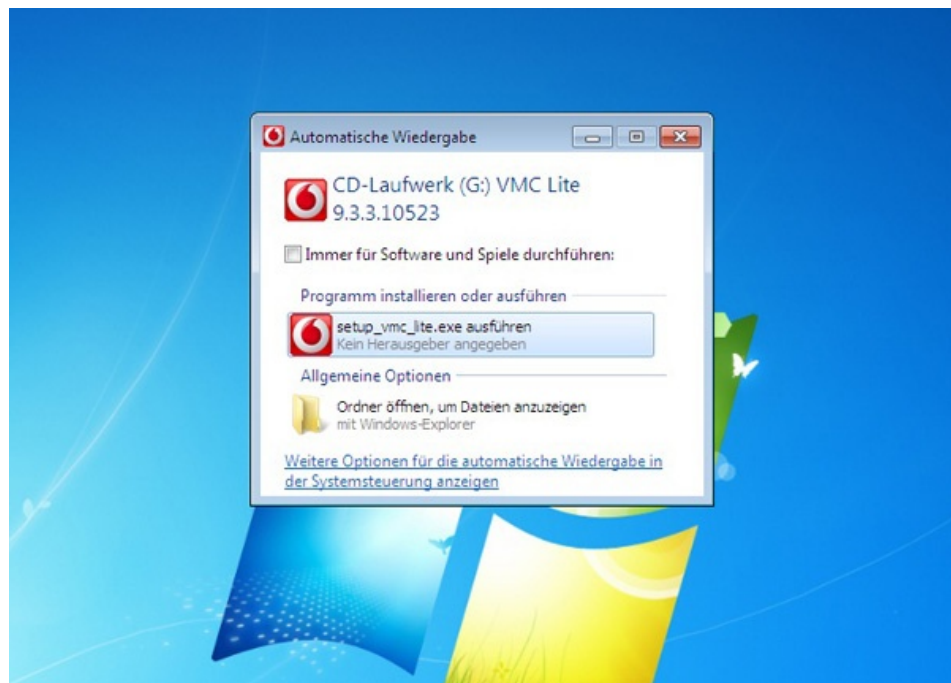 Automatische Wiedergabe
CD-Laufwerk (G:) VMC Lite
9.3.3.10523
Immer für Software und Spiele durchführen:
Programm installieren oder ausführen
setup_vmc_lite.exe ausführen
Kein Herausgeber angegeben
Allgemeine Optionen
Ordner öffnen, um Dateien anzuzeigen
mit Windows-Explorer
Weitere Optionen für die automatische Wiedergabe in
der Systemsteuerung anzeigen